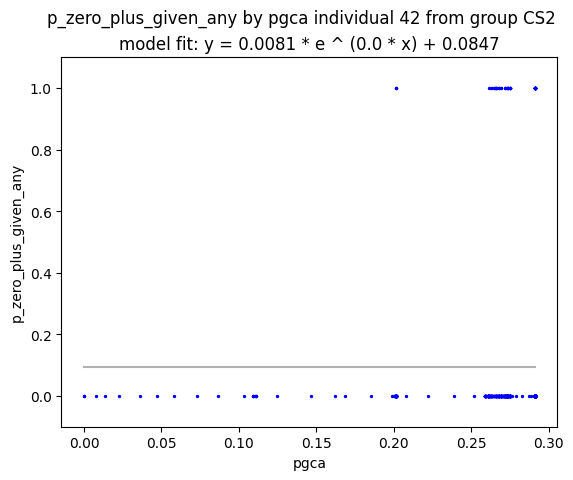 p_zero_plus_given_any by pgca individual 42 from group CS2
model fit: y = 0.0081 * e ^ (0.0 * x) + 0.0847
1.0
0.8
0.6
0.4
0.2
0.0
p_zero_plus_given_any
0.00 0.05 0.10 0.15 0.20 0.25 0.30
pgca